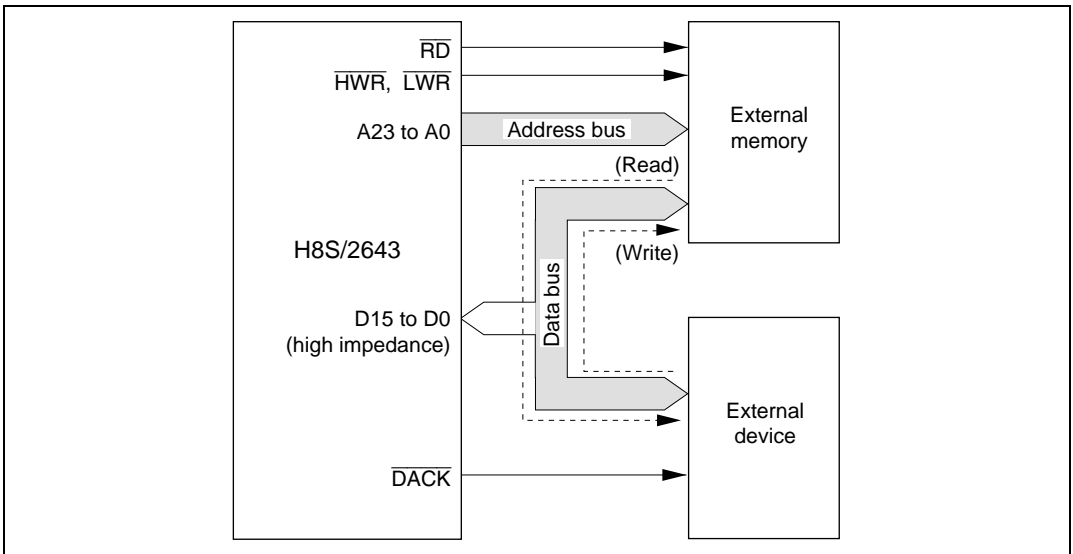 RD
HWR, LWR
A23 to A0
Address bus
External
memory
(Read)
(Write)
H8S/2643
Data bus
D15 to D0
(high impedance)
External
device
DACK